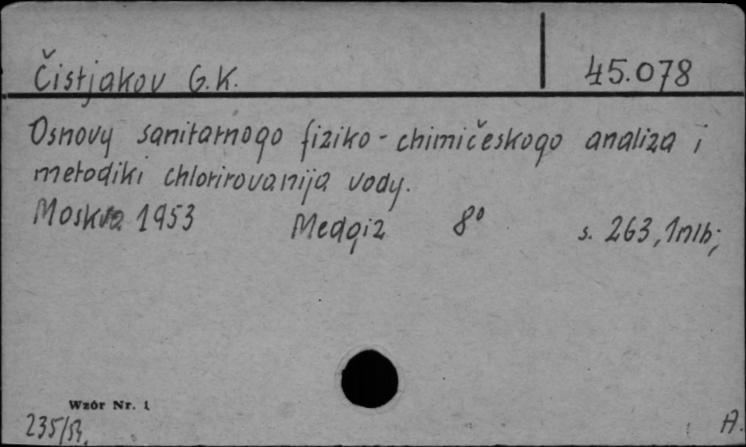 Čistjakov G.K. 45.078
Osnovy sanitarnogo fiziko-chimičeskogo analiza i
metodiki chlorirovanija vody.
Moskva 1953 Medgiz 8° s. 263, 1nlb;
Wzór Nr. 1
235/54. A.